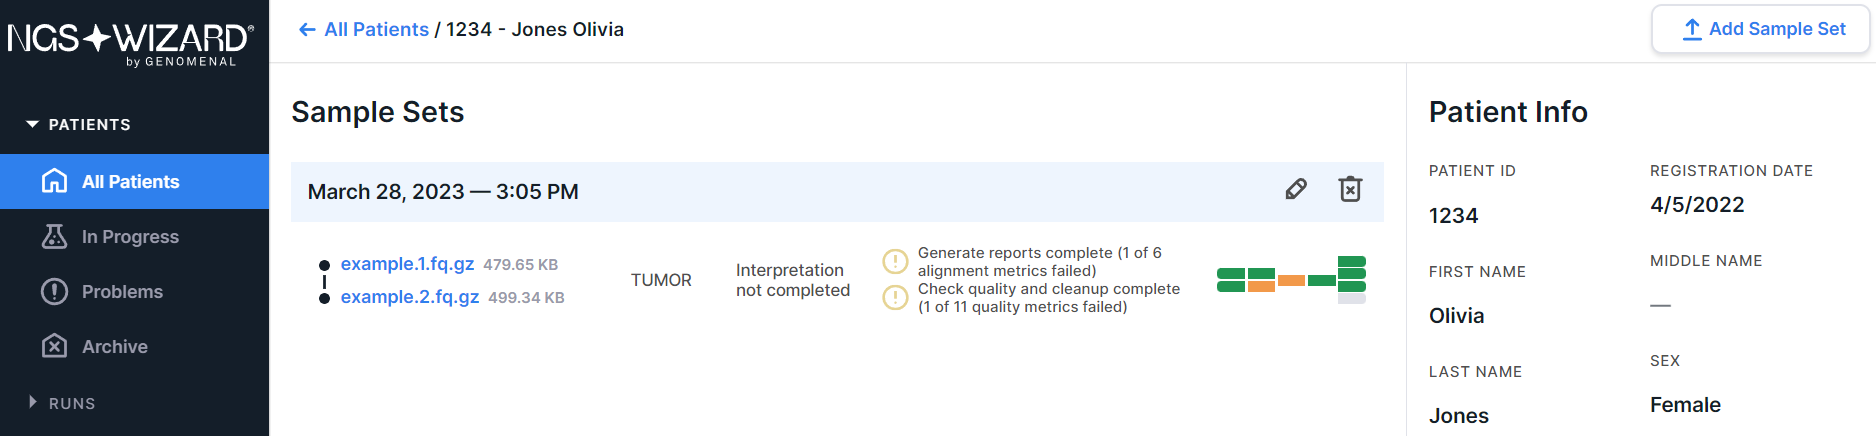 NGS WIZARD®
by GENOMENAL
PATIENTS
All Patients
In Progress
Problems
Archive
RUNS
← All Patients / 1234 - Jones Olivia
Add Sample Set
Sample Sets
March 28, 2023 — 3:05 PM
example.1.fq.gz 479.65 KB
example.2.fq.gz 499.34 KB
TUMOR
Interpretation
not completed
Generate reports complete (1 of 6
alignment metrics failed)
Check quality and cleanup complete
(1 of 11 quality metrics failed)
Patient Info
PATIENT ID
1234
REGISTRATION DATE
4/5/2022
FIRST NAME
Olivia
MIDDLE NAME
—
LAST NAME
Jones
SEX
Female